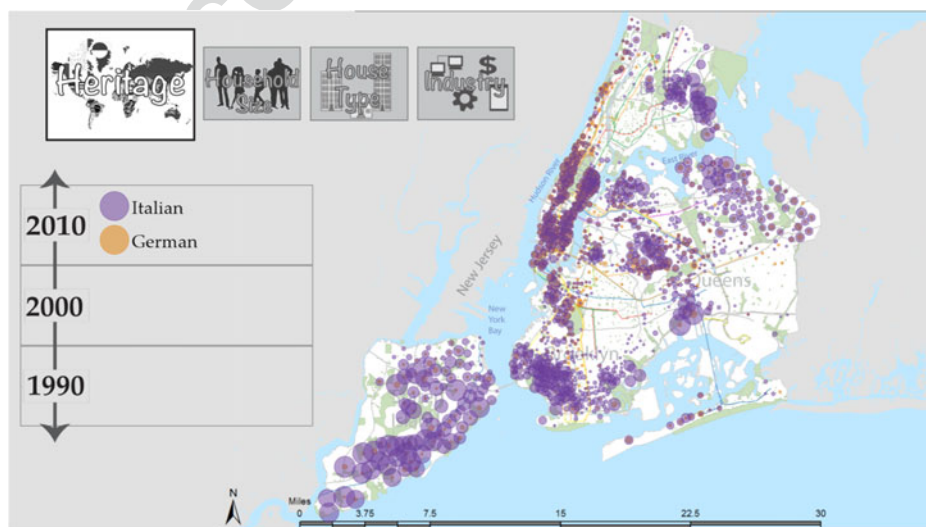 Heritage
Household
Size
House
Type
$
Industry
2010
Italian
German
2000
1990
Hudson River
East River
New Jersey
New
York
Bay
Queens
Brooklyn
N
Miles
0 3.75 7.5 15 22.5 30